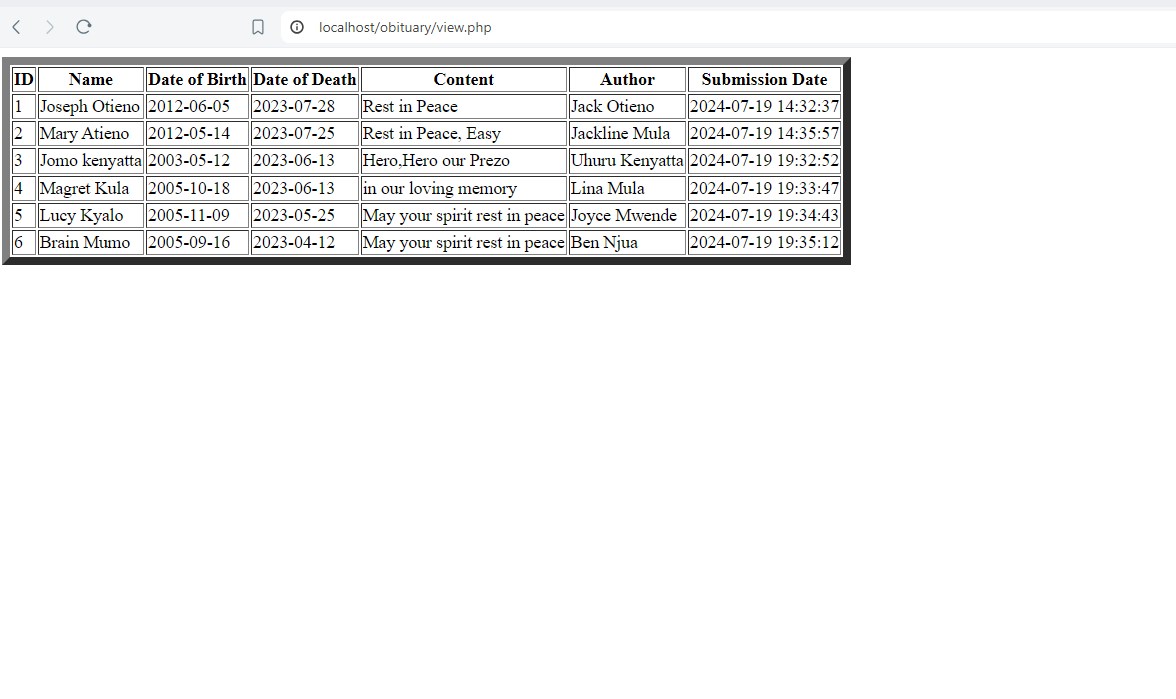 localhost/obituary/view.php
ID Name Date of Birth Date of Death Content Author Submission Date
1 Joseph Otieno 2012-06-05 2023-07-28 Rest in Peace Jack Otieno 2024-07-19 14:32:37
2 Mary Atieno 2012-05-14 2023-07-25 Rest in Peace, Easy Jackline Mula 2024-07-19 14:35:57
3 Jomo kenyatta 2003-05-12 2023-06-13 Hero,Hero our Prezo Uhuru Kenyatta 2024-07-19 19:32:52
4 Magret Kula 2005-10-18 2023-06-13 in our loving memory Lina Mula 2024-07-19 19:33:47
5 Lucy Kyalo 2005-11-09 2023-05-25 May your spirit rest in peace Joyce Mwende 2024-07-19 19:34:43
6 Brain Mumo 2005-09-16 2023-04-12 May your spirit rest in peace Ben Njua 2024-07-19 19:35:12